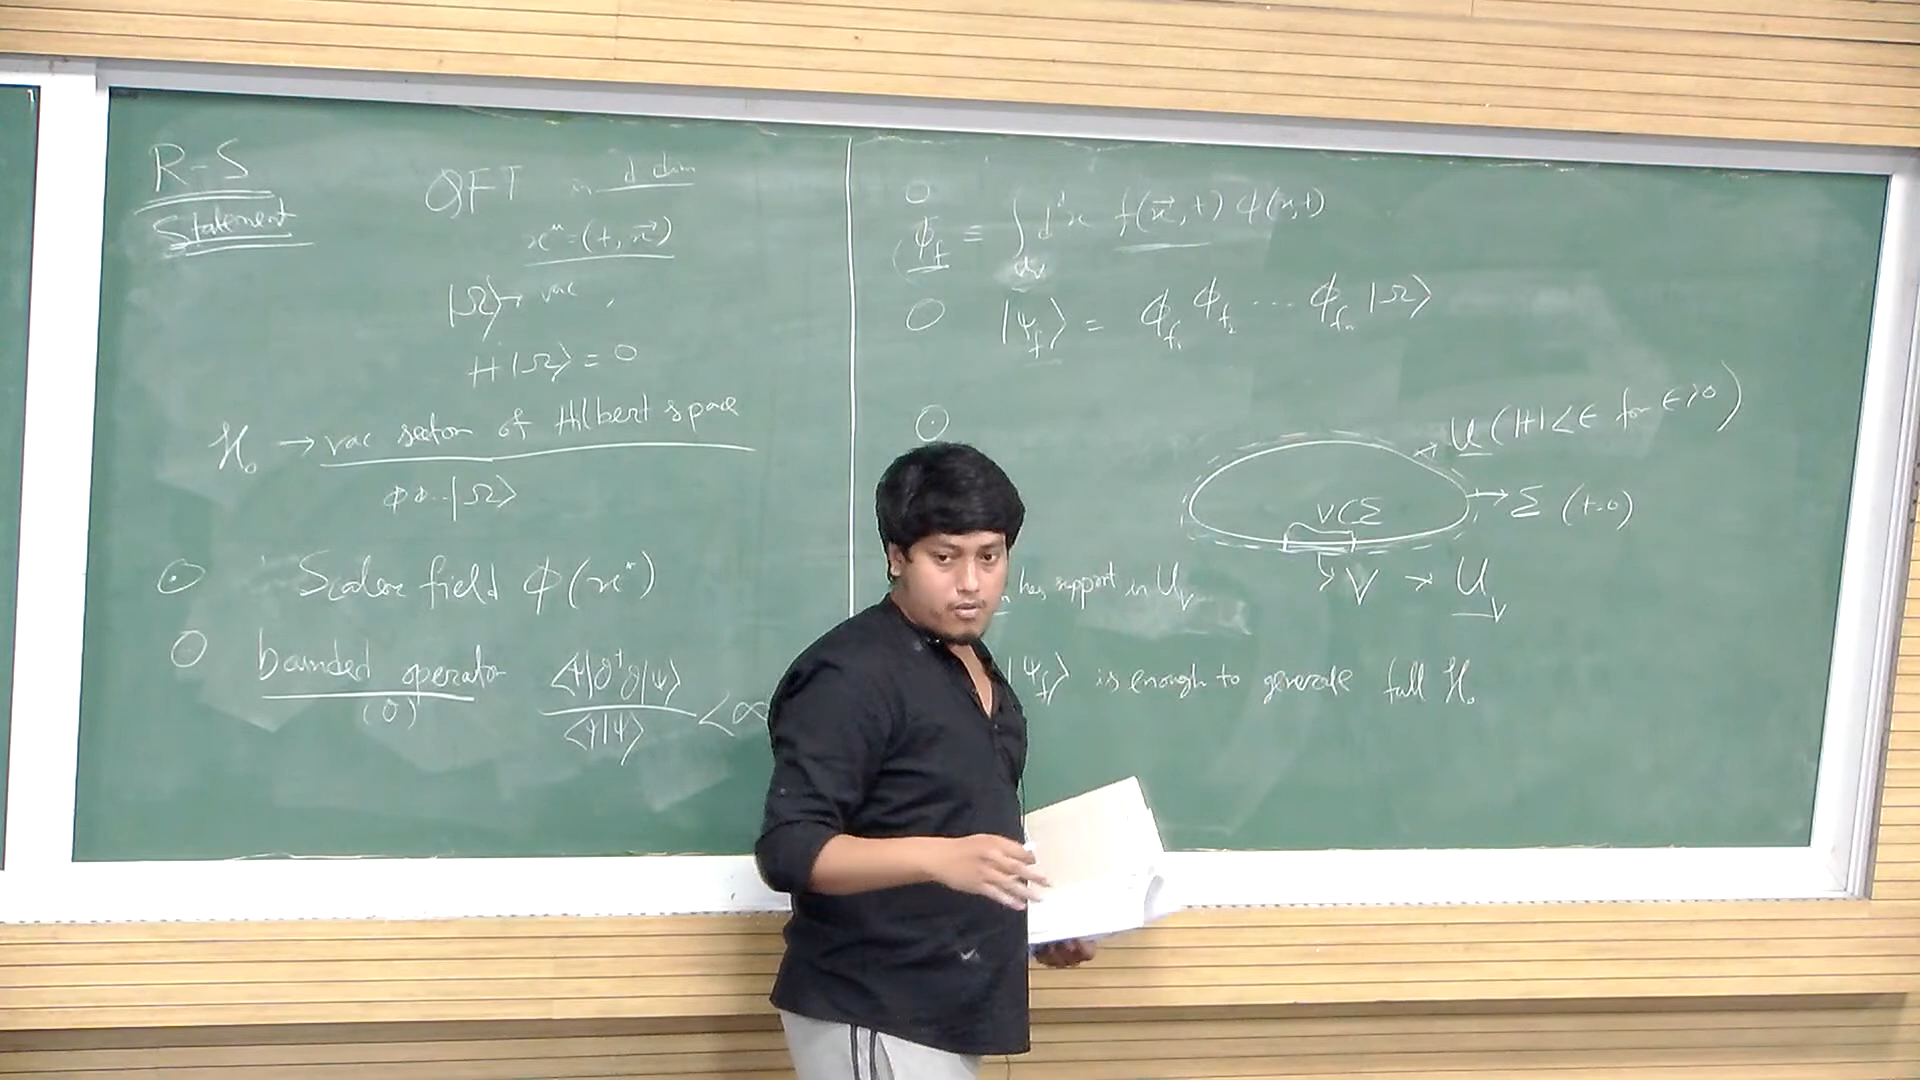 R-S
Statement
QFT in d dim
x^μ = (t, x⃗)
|Ω⟩ → vac
H|Ω⟩ = 0
H₀ → vac sector of Hilbert space
ϕϕ...|Ω⟩
Scalar field ϕ(x^μ)
bounded operator ⟨ψ|O†O|ψ⟩ / ⟨ψ|ψ⟩ < ∞
(O)
ϕ_f ≡ ∫ d^d x f(x⃗, t) ϕ(x, t)
|ψ_f⟩ = ϕ_f₁ ϕ_f₂ ... ϕ_fₙ |Ω⟩
→ U (|t| < ϵ for ϵ > 0)
→ Σ (t=0)
V⊂Σ
V → U_V
has support in U_V
|ψ_f⟩ is enough to generate full H₀